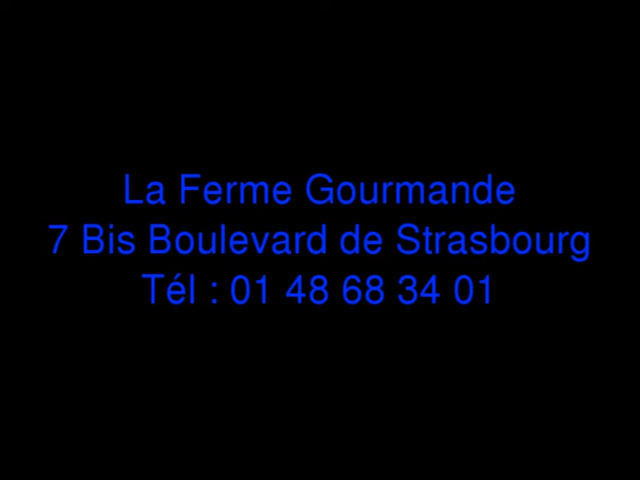 La Ferme Gourmande
7 Bis Boulevard de Strasbourg
Tél : 01 48 68 34 01